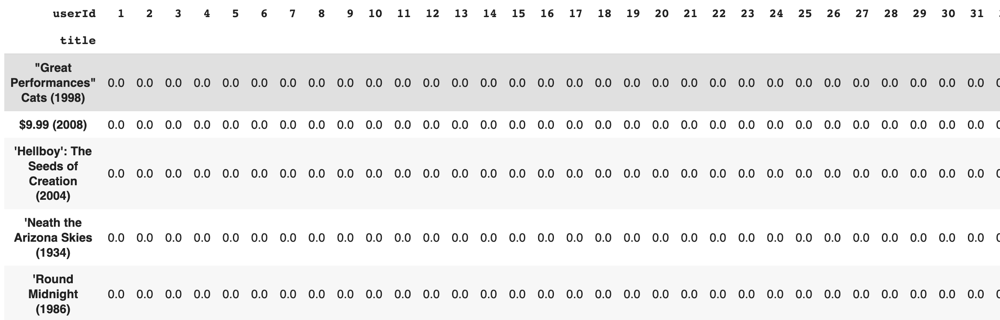 userId 1 2 3 4 5 6 7 8 9 10 11 12 13 14 15 16 17 18 19 20 21 22 23 24 25 26 27 28 29 30 31
title
"Great
Performances" 0.0 0.0 0.0 0.0 0.0 0.0 0.0 0.0 0.0 0.0 0.0 0.0 0.0 0.0 0.0 0.0 0.0 0.0 0.0 0.0 0.0 0.0 0.0 0.0 0.0 0.0 0.0 0.0 0.0 0.0 0.0
Cats (1998)
$9.99 (2008) 0.0 0.0 0.0 0.0 0.0 0.0 0.0 0.0 0.0 0.0 0.0 0.0 0.0 0.0 0.0 0.0 0.0 0.0 0.0 0.0 0.0 0.0 0.0 0.0 0.0 0.0 0.0 0.0 0.0 0.0 0.0
'Hellboy': The
Seeds of
0.0 0.0 0.0 0.0 0.0 0.0 0.0 0.0 0.0 0.0 0.0 0.0 0.0 0.0 0.0 0.0 0.0 0.0 0.0 0.0 0.0 0.0 0.0 0.0 0.0 0.0 0.0 0.0 0.0 0.0 0.0
Creation
(2004)
'Neath the
Arizona Skies 0.0 0.0 0.0 0.0 0.0 0.0 0.0 0.0 0.0 0.0 0.0 0.0 0.0 0.0 0.0 0.0 0.0 0.0 0.0 0.0 0.0 0.0 0.0 0.0 0.0 0.0 0.0 0.0 0.0 0.0 0.0
(1934)
'Round
Midnight 0.0 0.0 0.0 0.0 0.0 0.0 0.0 0.0 0.0 0.0 0.0 0.0 0.0 0.0 0.0 0.0 0.0 0.0 0.0 0.0 0.0 0.0 0.0 0.0 0.0 0.0 0.0 0.0 0.0 0.0 0.0
(1986)